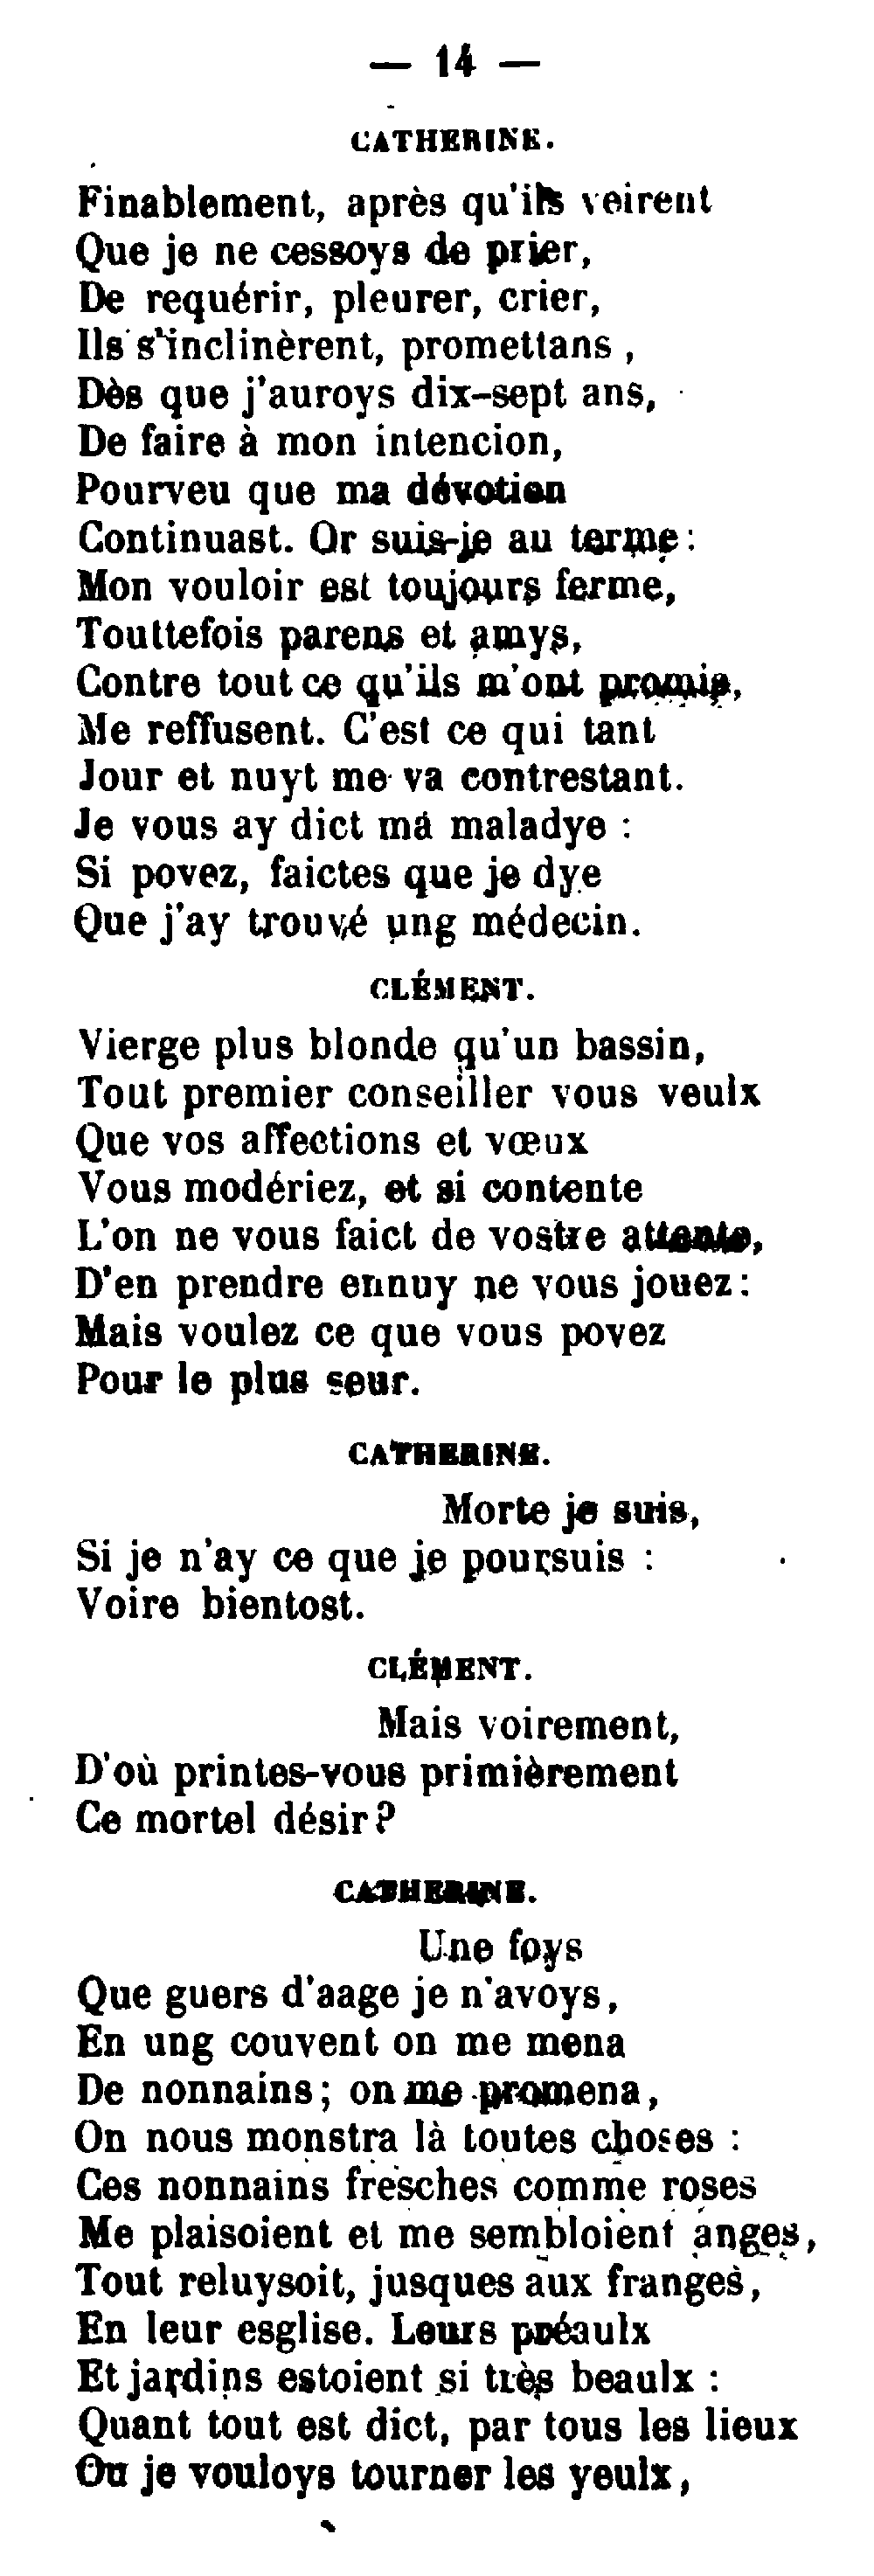 — 14 —
CATHERINE.
Finablement, après qu'ils veirent
Que je ne cessoys de prier,
De requérir, pleurer, crier,
Ils s'inclinèrent, promettans ,
Dès que j'auroys dix-sept ans,
De faire à mon intencion,
Pourveu que ma dévotion
Continuast. Or suis-je au terme :
Mon vouloir est toujours ferme,
Touttefois parens et amys,
Contre tout ce qu'ils m'ont promis,
Me reffusent. C'est ce qui tant
Jour et nuyt me va contrestant.
Je vous ay dict ma maladye :
Si povez, faictes que je dye
Que j'ay trouvé ung médecin.
CLÉMENT.
Vierge plus blonde qu'un bassin,
Tout premier conseiller vous veulx
Que vos affections et vœux
Vous modériez, et si contente
L'on ne vous faict de vostre attente,
D'en prendre ennuy ne vous jouez :
Mais voulez ce que vous povez
Pour le plus seur.
CATHERINE.
Morte je suis,
Si je n'ay ce que je poursuis :
Voire bientost.
CLÉMENT.
Mais voirement,
D'où printes-vous primièrement
Ce mortel désir ?
CATHERINE.
Une foys
Que guers d'aage je n'avoys,
En ung couvent on me mena
De nonnains ; on me promena,
On nous monstra là toutes choses :
Ces nonnains fresches comme roses
Me plaisoient et me sembloient anges,
Tout reluysoit, jusques aux franges,
En leur esglise. Leurs préaulx
Et jardins estoient si très beaulx :
Quant tout est dict, par tous les lieux
Ou je vouloys tourner les yeulx,